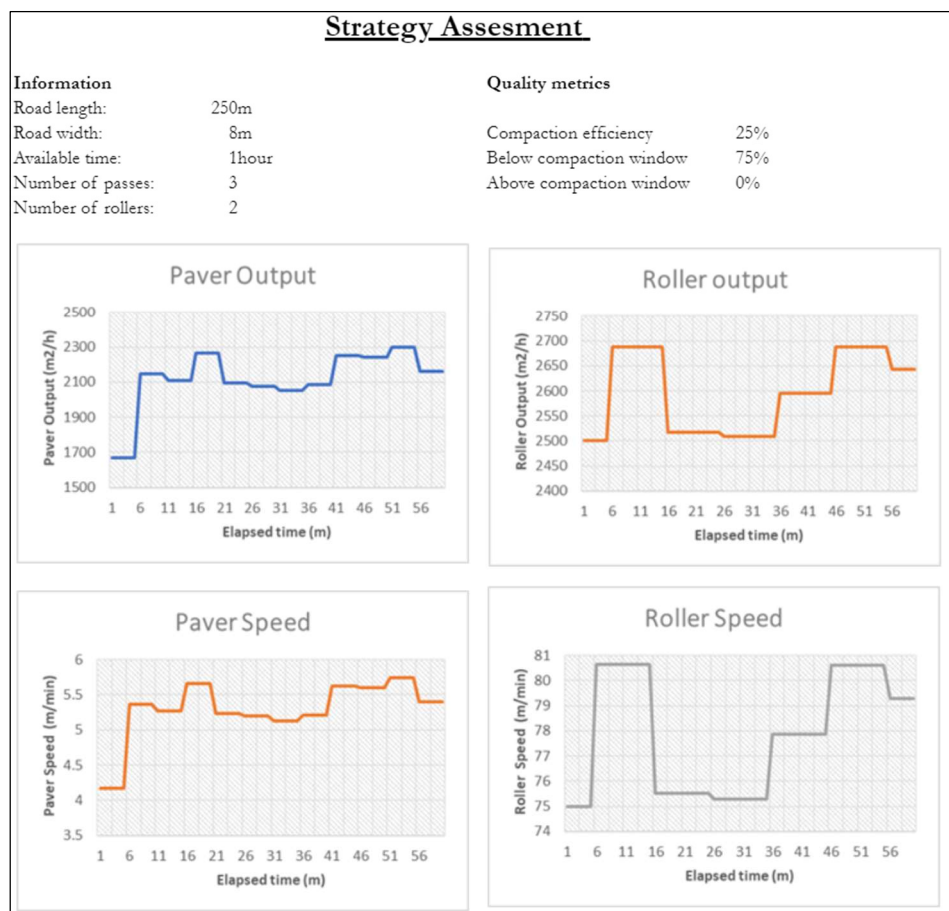 Strategy Assesment
Information
Road length: 250m
Road width: 8m
Available time: 1hour
Number of passes: 3
Number of rollers: 2
Quality metrics
Compaction efficiency 25%
Below compaction window 75%
Above compaction window 0%
Paver Output
Paver Output (m2/h)
2500
2300
2100
1900
1700
1500
1 6 11 16 21 26 31 36 41 46 51 56
Elapsed time (m)
Roller output
Roller Output (m2/h)
2750
2700
2650
2600
2550
2500
2450
2400
1 6 11 16 21 26 31 36 41 46 51 56
Elapsed time (m)
Paver Speed
Paver Speed (m/min)
6
5.5
5
4.5
4
3.5
1 6 11 16 21 26 31 36 41 46 51 56
Elapsed time (m)
Roller Speed
Roller Speed (m/min)
81
80
79
78
77
76
75
74
1 6 11 16 21 26 31 36 41 46 51 56
Elapsed time (m)